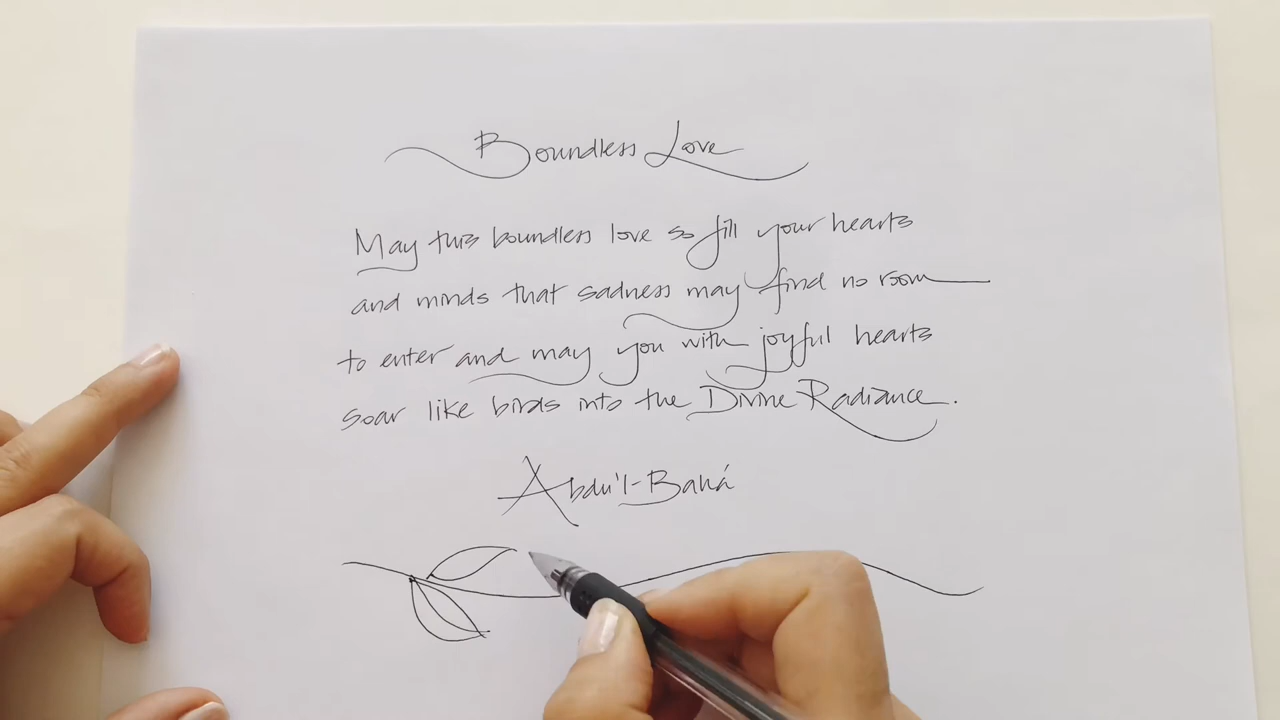 Boundless Love
May this boundless love so fill your hearts
and minds that sadness may find no room
to enter and may you with joyful hearts
soar like birds into the Divine Radiance.
Abdu'l-Bahá